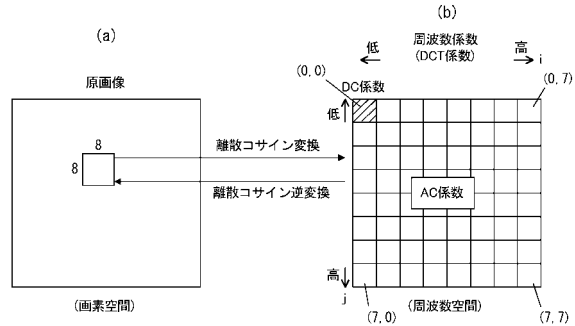 (a)
原画像
8
8
(画素空間)
離散コサイン変換
離散コサイン逆変換
(b)
周波数係数
(DCT係数)
低
高
i
(0, 0)
(0, 7)
DC係数
低
AC係数
高
j
(7, 0)
(周波数空間)
(7, 7)